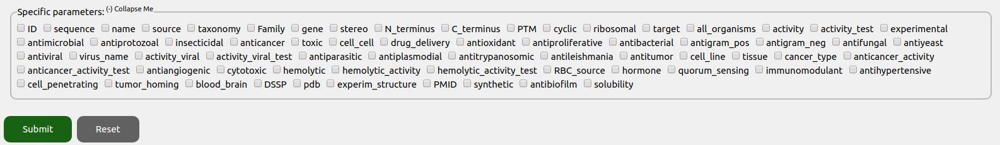 Specific parameters: (-) Collapse Me
ID sequence name source taxonomy Family gene stereo N_terminus C_terminus PTM cyclic ribosomal target all_organisms activity activity_test experimental
antimicrobial antiprotozoal insecticidal anticancer toxic cell_cell drug_delivery antioxidant antiproliferative antibacterial antigram_pos antigram_neg antifungal antiyeast
antiviral virus_name activity_viral activity_viral_test antiparasitic antiplasmodial antitrypanosomic antileishmania antitumor cell_line tissue cancer_type anticancer_activity
anticancer_activity_test antiangiogenic cytotoxic hemolytic hemolytic_activity hemolytic_activity_test RBC_source hormone quorum_sensing immunomodulant antihypertensive
cell_penetrating tumor_homing blood_brain DSSP pdb experim_structure PMID synthetic antibiofilm solubility
Submit Reset